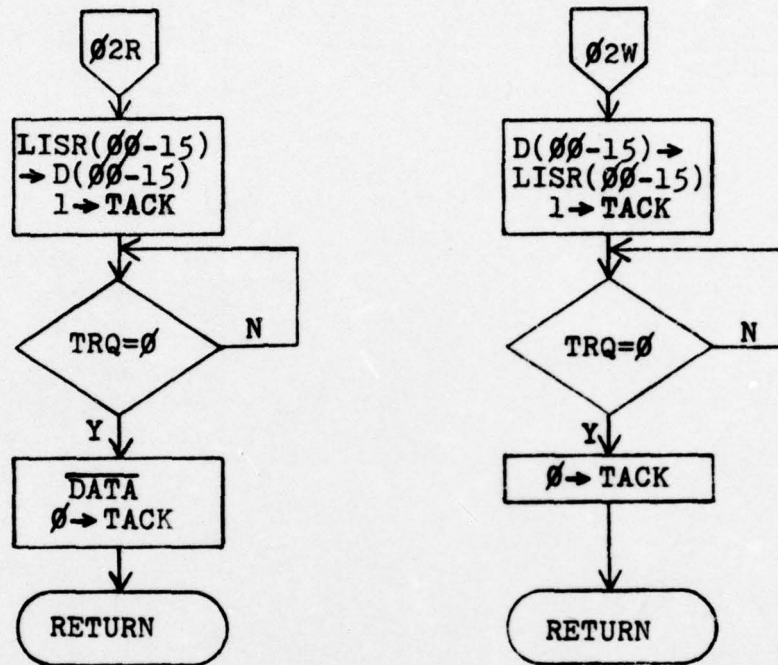 Ø2R
LISR(ØØ-15)
→ D(ØØ-15)
1→ TACK
TRQ=Ø
N
Y
DATA
Ø→ TACK
RETURN
Ø2W
D(ØØ-15)→
LISR(ØØ-15)
1→ TACK
TRQ=Ø
N
Y
Ø→ TACK
RETURN